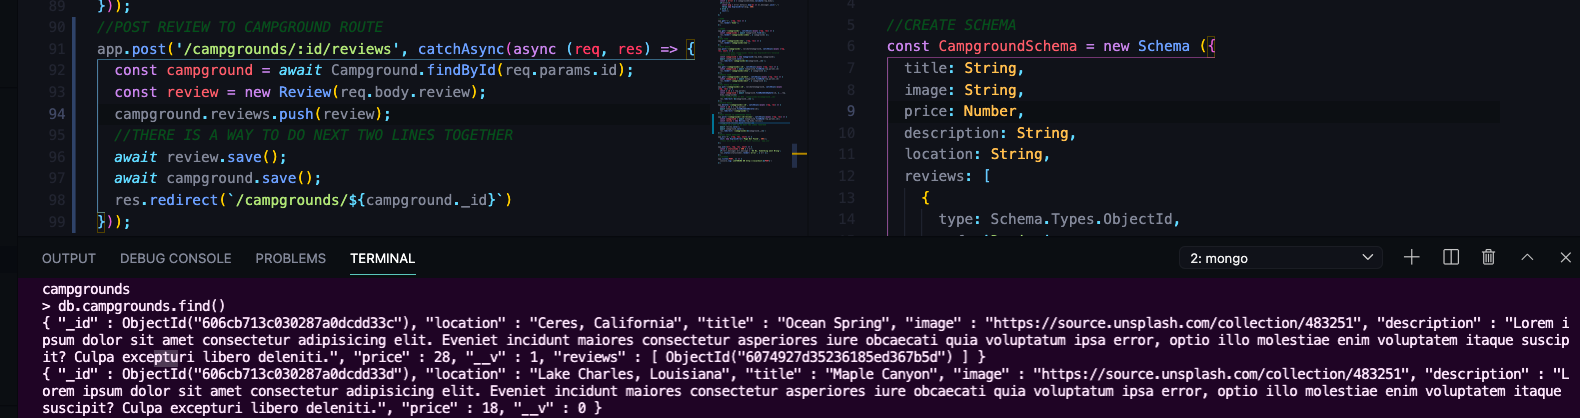 89 }));
90 //POST REVIEW TO CAMPGROUND ROUTE
91 app.post('/campgrounds/:id/reviews', catchAsync(async (req, res) => {
92 const campground = await Campground.findById(req.params.id);
93 const review = new Review(req.body.review);
94 campground.reviews.push(review);
95 //THERE IS A WAY TO DO NEXT TWO LINES TOGETHER
96 await review.save();
97 await campground.save();
98 res.redirect(`/campgrounds/${campground._id}`)
99 }));
4
5 //CREATE SCHEMA
6 const CampgroundSchema = new Schema ({
7 title: String,
8 image: String,
9 price: Number,
10 description: String,
11 location: String,
12 reviews: [
13 {
14 type: Schema.Types.ObjectId,
OUTPUT DEBUG CONSOLE PROBLEMS TERMINAL 2: mongo
campgrounds
> db.campgrounds.find()
{ "_id" : ObjectId("606cb713c030287a0dcdd33c"), "location" : "Ceres, California", "title" : "Ocean Spring", "image" : "https://source.unsplash.com/collection/483251", "description" : "Lorem i
psum dolor sit amet consectetur adipisicing elit. Eveniet incidunt maiores consectetur asperiores iure obcaecati quia voluptatum ipsa error, optio illo molestiae enim voluptatem itaque suscip
it? Culpa excepturi libero deleniti.", "price" : 28, "__v" : 1, "reviews" : [ ObjectId("6074927d35236185ed367b5d") ] }
{ "_id" : ObjectId("606cb713c030287a0dcdd33d"), "location" : "Lake Charles, Louisiana", "title" : "Maple Canyon", "image" : "https://source.unsplash.com/collection/483251", "description" : "L
orem ipsum dolor sit amet consectetur adipisicing elit. Eveniet incidunt maiores consectetur asperiores iure obcaecati quia voluptatum ipsa error, optio illo molestiae enim voluptatem itaque
suscipit? Culpa excepturi libero deleniti.", "price" : 18, "__v" : 0 }